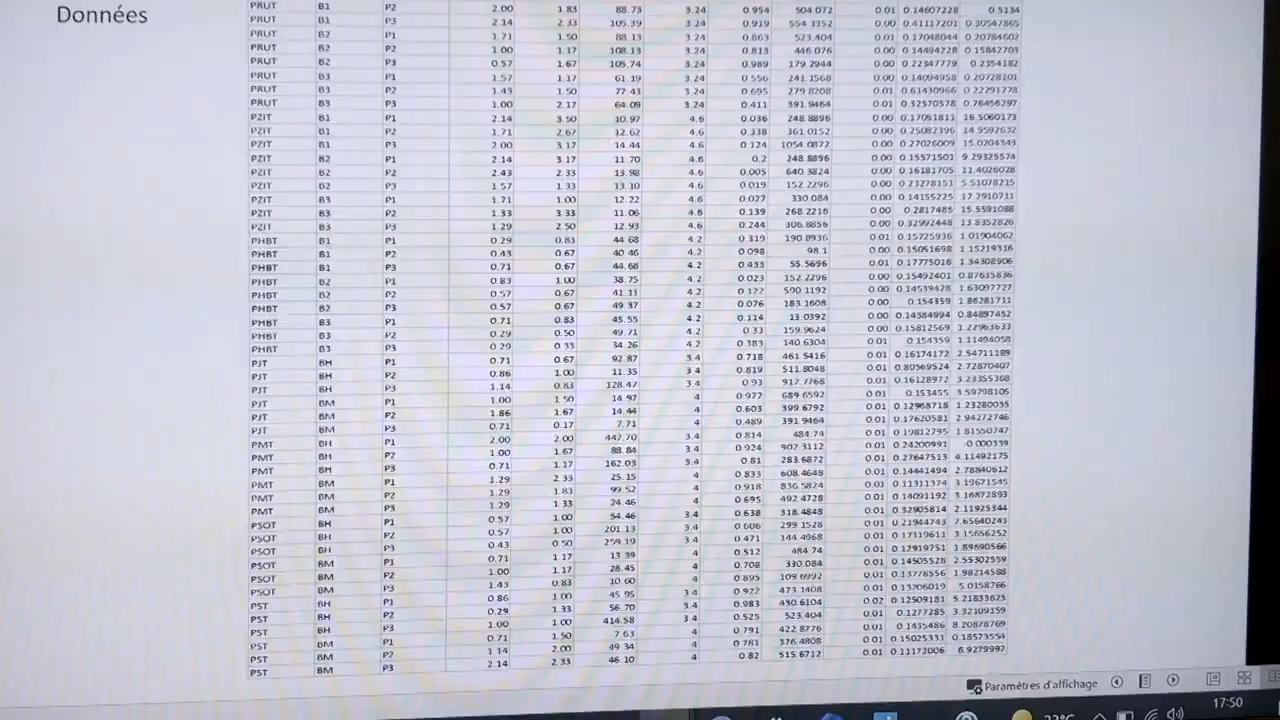 Données
PRUT B1 P2 2.00 1.83 88.73 3.24 0.954 504.072 0.01 0.14607228 0.5134
PRUT B1 P3 2.14 2.33 105.39 3.24 0.919 554.3352 0.00 0.41117201 0.30547865
PRUT B2 P1 1.71 1.50 88.13 3.24 0.863 523.404 0.01 0.17048044 0.20784602
PRUT B2 P2 1.00 1.17 108.13 3.24 0.813 446.076 0.00 0.14494228 0.15842703
PRUT B2 P3 0.57 1.67 105.74 3.24 0.989 179.2944 0.00 0.22347779 0.2354182
PRUT B3 P1 1.57 1.17 61.19 3.24 0.556 241.1568 0.00 0.14094958 0.20728101
PRUT B3 P2 1.43 1.50 77.43 3.24 0.695 279.8208 0.01 0.61430966 0.22291278
PRUT B3 P3 1.00 2.17 64.09 3.24 0.411 391.9464 0.01 0.32570578 0.76456297
PZIT B1 P1 2.14 3.50 10.97 4.6 0.036 248.8896 0.00 0.17051811 16.5060173
PZIT B1 P2 1.71 2.67 12.62 4.6 0.338 361.0152 0.00 0.25082396 14.9592632
PZIT B1 P3 2.00 3.17 14.44 4.6 0.124 1054.0872 0.00 0.27026009 15.0204343
PZIT B2 P1 2.14 3.17 11.70 4.6 0.2 248.8896 0.00 0.15571501 9.29325574
PZIT B2 P2 2.43 2.33 13.98 4.6 0.005 640.3824 0.00 0.16181705 11.4026028
PZIT B2 P3 1.57 1.33 13.10 4.6 0.019 152.2296 0.00 0.23278151 5.51078215
PZIT B3 P1 1.71 1.00 12.22 4.6 0.027 330.084 0.00 0.14155225 17.2910711
PZIT B3 P2 1.33 3.33 11.06 4.6 0.139 268.2216 0.00 0.2817485 15.5591088
PZIT B3 P3 1.29 2.50 12.93 4.6 0.244 306.8856 0.00 0.32992448 13.8352826
PHBT B1 P1 0.29 0.83 44.68 4.2 0.319 190.8936 0.01 0.15725936 1.01904062
PHBT B1 P2 0.43 0.67 40.46 4.2 0.098 98.1 0.00 0.15051698 1.15219316
PHBT B1 P3 0.71 0.67 44.68 4.2 0.433 55.5696 0.01 0.17775016 1.34308906
PHBT B2 P1 0.83 1.00 38.75 4.2 0.023 152.2296 0.00 0.15492401 0.87635836
PHBT B2 P2 0.57 0.67 41.11 4.2 0.122 590.1192 0.00 0.14539428 1.63097727
PHBT B2 P3 0.57 0.67 49.37 4.2 0.076 183.1608 0.00 0.154359 1.86281711
PHBT B3 P1 0.71 0.83 45.55 4.2 0.114 13.0392 0.00 0.14384994 0.84897452
PHBT B3 P2 0.29 0.50 49.71 4.2 0.33 159.9624 0.00 0.15812569 1.22963633
PHBT B3 P3 0.29 0.33 34.26 4.2 0.383 140.6304 0.01 0.154359 1.11494058
PJT BH P1 0.71 0.67 92.87 3.4 0.718 461.5416 0.01 0.16174172 2.54711189
PJT BH P2 0.86 1.00 11.35 3.4 0.819 511.8048 0.01 0.80569524 2.72870407
PJT BH P3 1.14 0.83 128.47 3.4 0.93 917.7768 0.01 0.16128972 3.23355368
PJT BM P1 1.00 1.50 14.97 4 0.977 689.6592 0.01 0.153455 3.59798105
PJT BM P2 1.86 1.67 14.44 4 0.603 399.6792 0.01 0.12968718 1.23280035
PJT BM P3 0.71 0.17 7.71 4 0.489 391.9464 0.01 0.17620581 2.94272746
PMT BH P1 2.00 2.00 442.70 3.4 0.814 484.74 0.01 0.19812795 1.81550747
PMT BH P2 1.00 1.67 88.84 3.4 0.924 902.3112 0.01 0.24200991 -0.000339
PMT BH P3 0.71 1.17 162.03 3.4 0.81 283.6872 0.01 0.27647513 4.11492175
PMT BM P1 1.29 2.33 25.15 4 0.833 608.4648 0.01 0.14441494 2.78840612
PMT BM P2 1.29 1.83 99.52 4 0.918 836.5824 0.01 0.11311374 3.19671545
PMT BM P3 1.29 1.33 24.46 4 0.695 492.4728 0.01 0.14091192 3.16872893
PSOT BH P1 0.57 1.00 54.46 3.4 0.638 318.4848 0.01 0.32905814 2.11925344
PSOT BH P2 0.57 1.00 201.13 3.4 0.606 299.1528 0.01 0.21944743 7.65640243
PSOT BH P3 0.43 0.50 259.19 3.4 0.471 144.4968 0.01 0.17119611 3.15656252
PSOT BM P1 0.71 1.17 13.39 4 0.512 484.74 0.01 0.12919751 1.89690566
PSOT BM P2 1.00 1.17 28.45 4 0.708 330.084 0.01 0.14505528 2.55302559
PSOT BM P3 1.43 0.83 10.60 4 0.895 109.6992 0.01 0.13778556 1.98214588
PST BH P1 0.86 1.00 45.95 3.4 0.922 473.1408 0.01 0.13206019 5.0158766
PST BH P2 0.29 1.33 56.70 3.4 0.983 430.6104 0.02 0.12509181 5.21833625
PST BH P3 1.00 1.00 414.58 3.4 0.525 523.404 0.01 0.1277285 3.32109159
PST BM P1 0.71 1.50 7.63 4 0.791 422.8776 0.01 0.1435486 8.20878769
PST BM P2 1.14 2.00 49.34 4 0.781 376.4808 0.01 0.15025331 0.18573554
PST BM P3 2.14 2.33 46.10 4 0.82 515.6712 0.01 0.11172006 6.9279997
Paramètres d'affichage
17:50